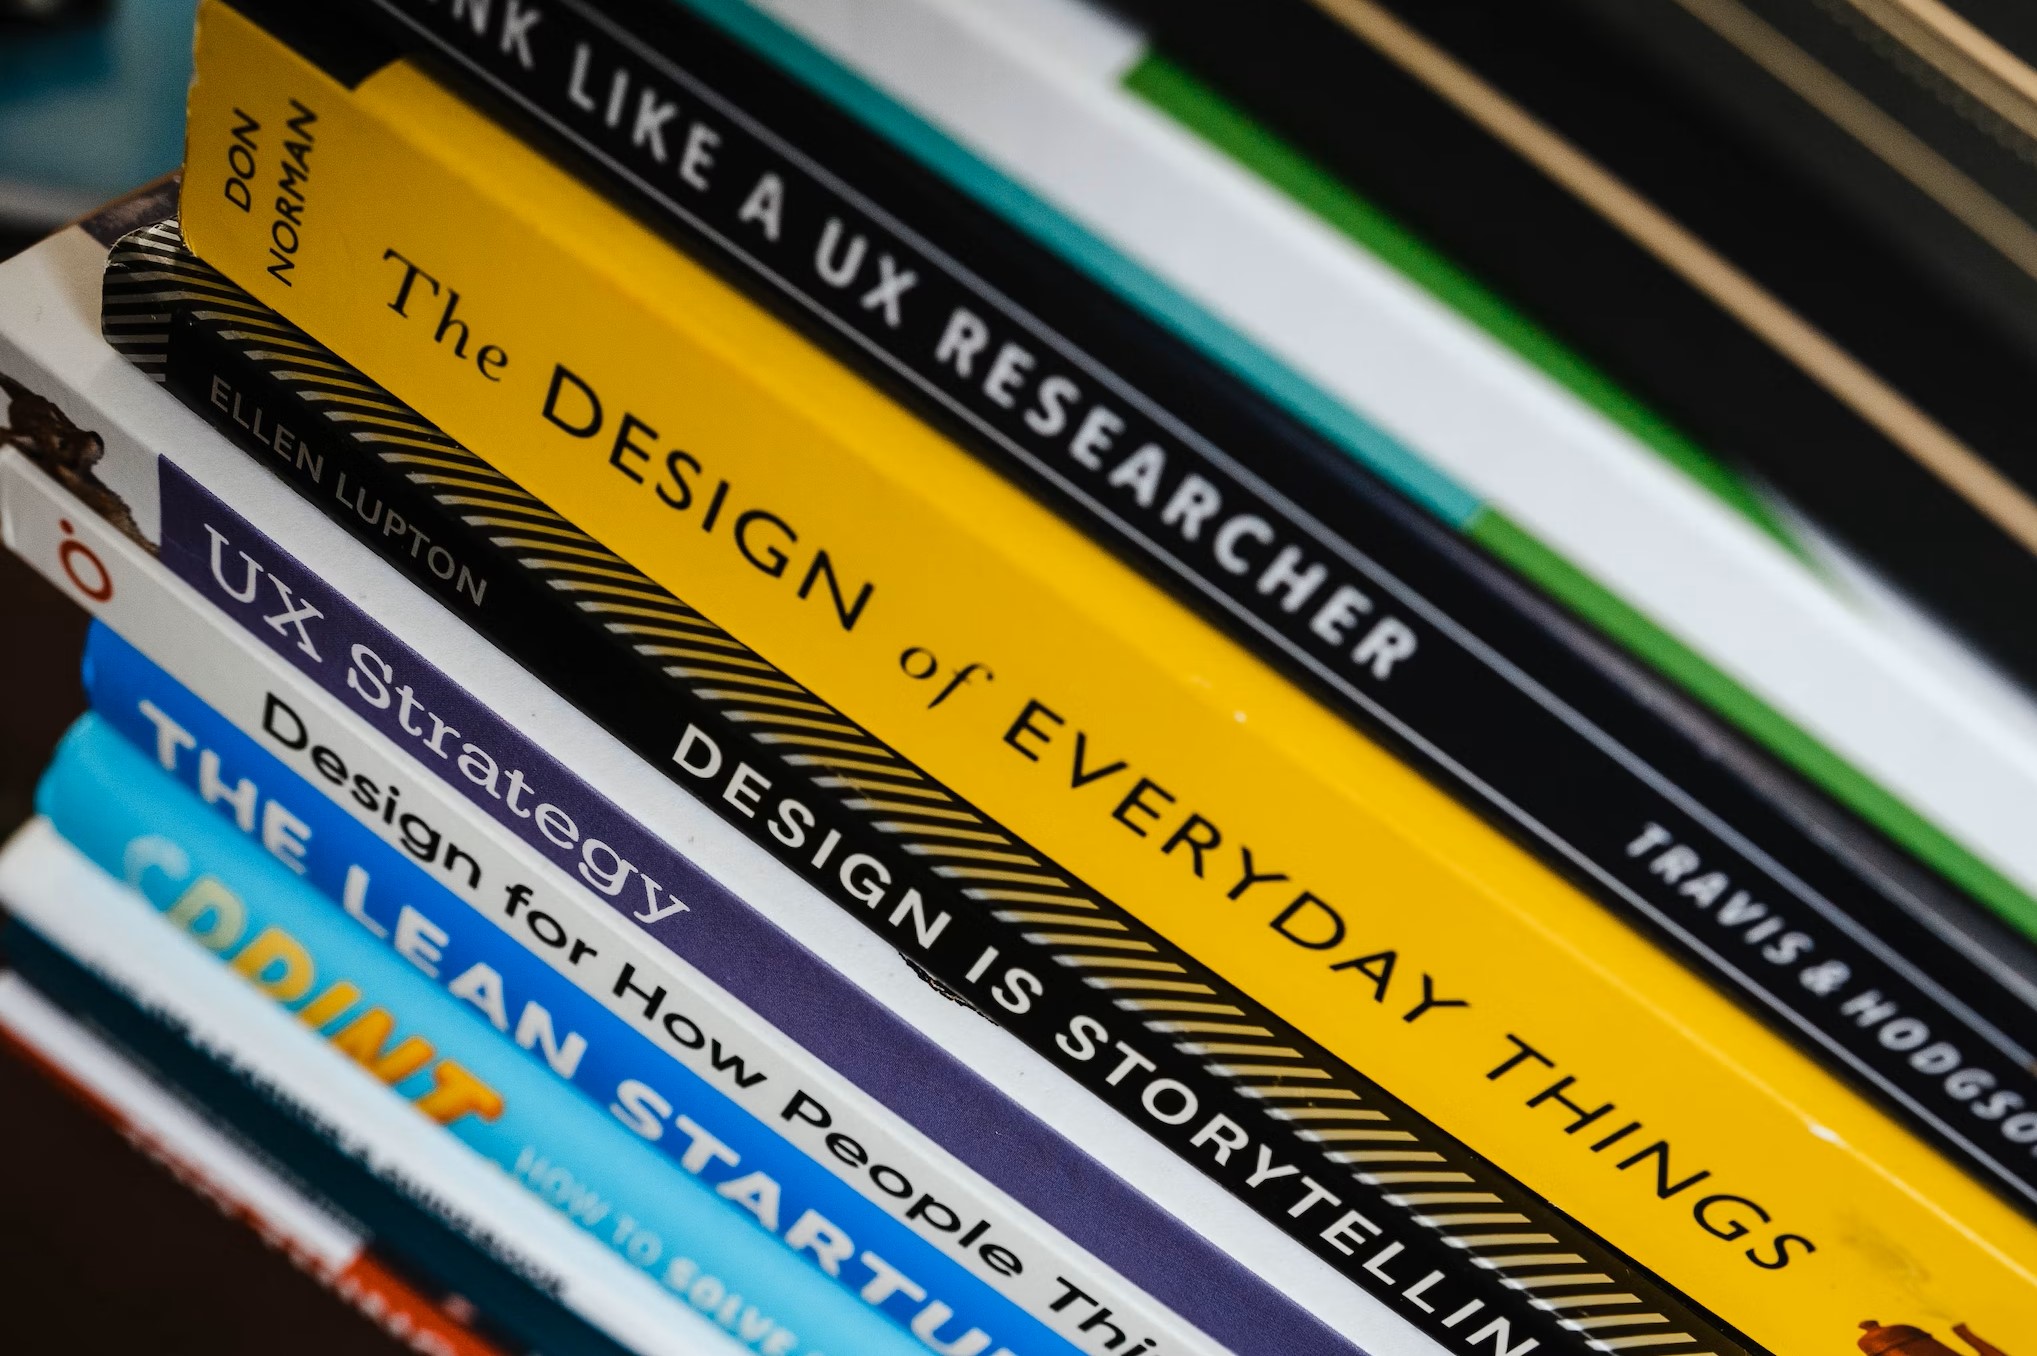 NK LIKE A UX RESEARCHER
TRAVIS & HODGSO
DON
NORMAN
The DESIGN of EVERYDAY THINGS
ELLEN LUPTON
DESIGN IS STORYTELLIN
UX Strategy
Design for How People Thi
THE LEAN STARTU
SPRINT
HOW TO SOLVE